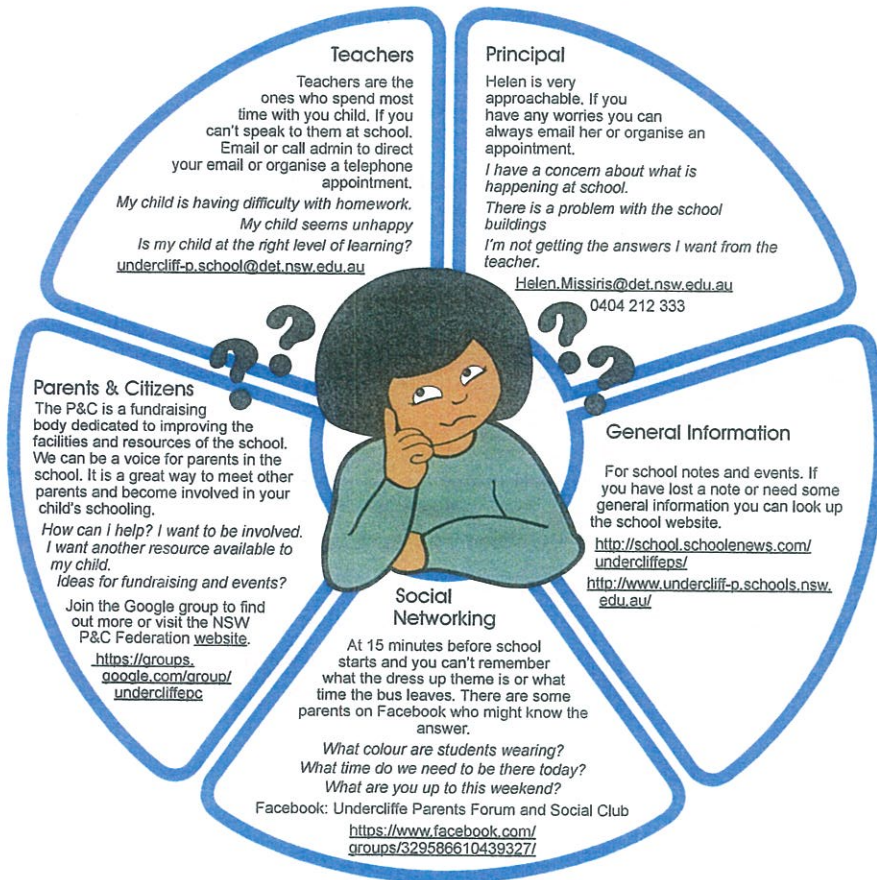 Teachers
Teachers are the
ones who spend most
time with you child. If you
can't speak to them at school.
Email or call admin to direct
your email or organise a telephone
appointment.
My child is having difficulty with homework.
My child seems unhappy
Is my child at the right level of learning?
undercliff-p.school@det.nsw.edu.au
Principal
Helen is very
approachable. If you
have any worries you can
always email her or organise an
appointment.
I have a concern about what is
happening at school.
There is a problem with the school
buildings
I'm not getting the answers I want from the
teacher.
Helen.Missiris@det.nsw.edu.au
0404 212 333
? ?
? ?
Parents & Citizens
The P&C is a fundraising
body dedicated to improving the
facilities and resources of the school.
We can be a voice for parents in the
school. It is a great way to meet other
parents and become involved in your
child's schooling.
How can i help? I want to be involved.
I want another resource available to
my child.
Ideas for fundraising and events?
Join the Google group to find
out more or visit the NSW
P&C Federation website.
https://groups.
google.com/group/
undercliffepc
General Information
For school notes and events. If
you have lost a note or need some
general information you can look up
the school website.
http://school.schoolenews.com/
undercliffeps/
http://www.undercliff-p.schools.nsw.
edu.au/
Social
Networking
At 15 minutes before school
starts and you can't remember
what the dress up theme is or what
time the bus leaves. There are some
parents on Facebook who might know the
answer.
What colour are students wearing?
What time do we need to be there today?
What are you up to this weekend?
Facebook: Undercliffe Parents Forum and Social Club
https://www.facebook.com/
groups/329586610439327/